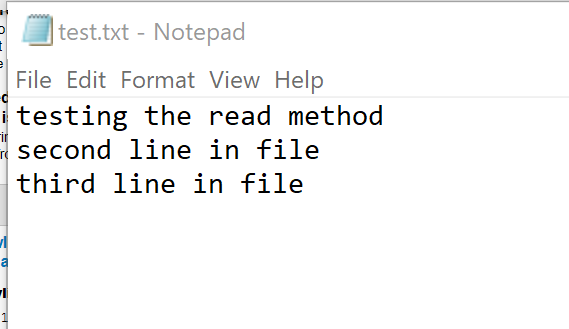 test.txt - Notepad
File Edit Format View Help
testing the read method
second line in file
third line in file